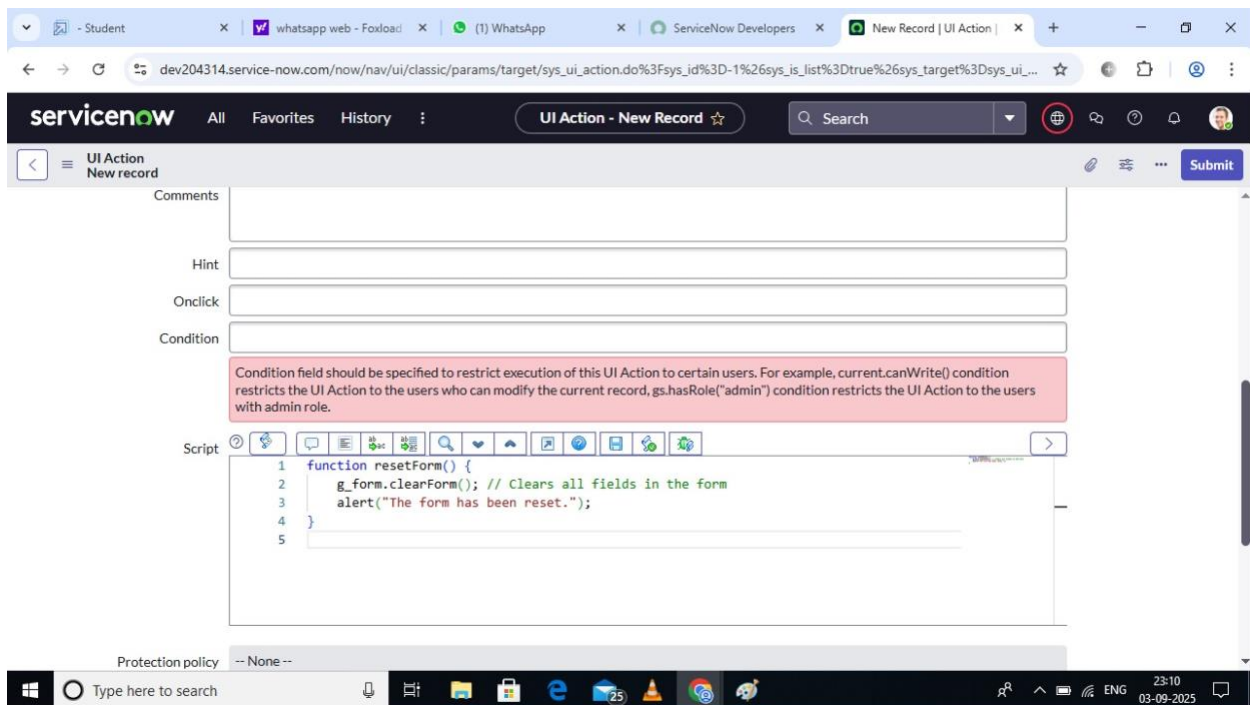 - Student
whatsapp web - Foxload
(1) WhatsApp
ServiceNow Developers
New Record | UI Action |
dev204314.service-now.com/now/nav/ui/classic/params/target/sys_ui_action.do%3Fsys_id%3D-1%26sys_is_list%3Dtrue%26sys_target%3Dsys_ui_...
servicenow All Favorites History UI Action - New Record Search
UI Action
New record
Submit
Comments
Hint
Onclick
Condition
Condition field should be specified to restrict execution of this UI Action to certain users. For example, current.canWrite() condition
restricts the UI Action to the users who can modify the current record, gs.hasRole("admin") condition restricts the UI Action to the users
with admin role.
Script
1 function resetForm() {
2 g_form.clearForm(); // Clears all fields in the form
3 alert("The form has been reset.");
4 }
5
Protection policy -- None --
Type here to search
25
ENG
23:10
03-09-2025